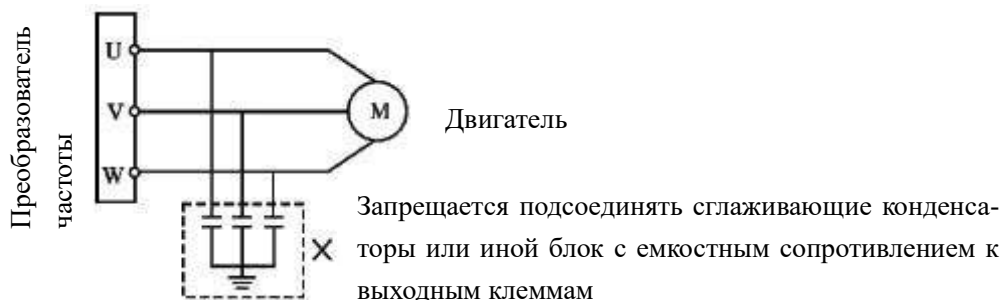 Преобразователь
частоты
U
V
W
M
Двигатель
X
Запрещается подсоединять сглаживающие конденса-
торы или иной блок с емкостным сопротивлением к
выходным клеммам